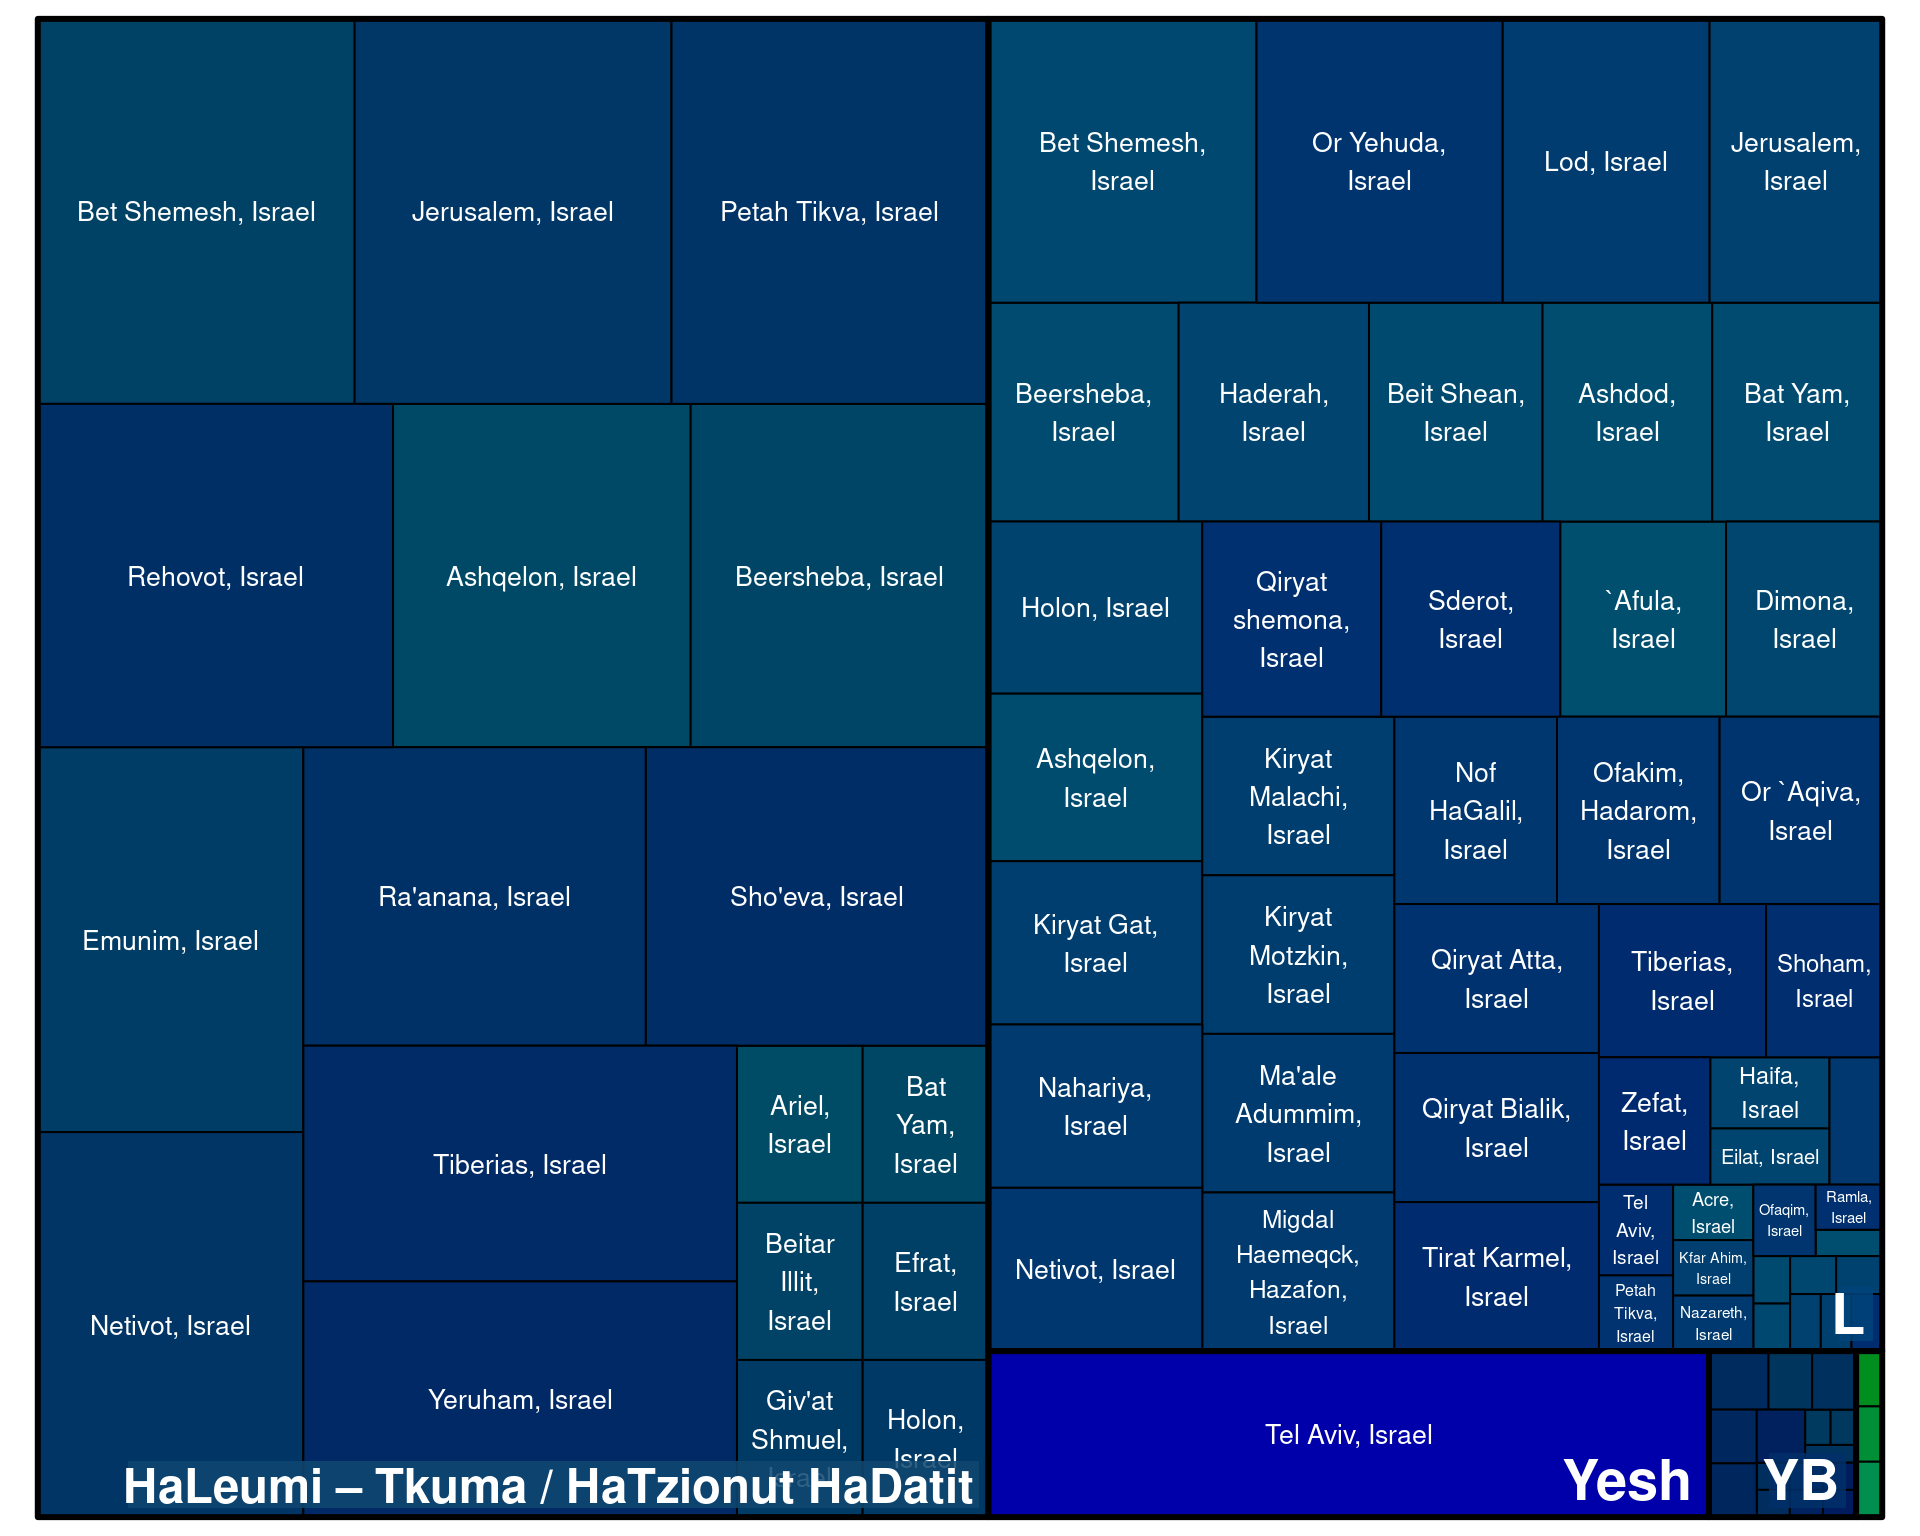 Bet Shemesh, Israel
Jerusalem, Israel
Petah Tikva, Israel
Rehovot, Israel
Ashqelon, Israel
Beersheba, Israel
Emunim, Israel
Ra'anana, Israel
Sho'eva, Israel
Netivot, Israel
Tiberias, Israel
Yeruham, Israel
Ariel,
Israel
Bat
Yam,
Israel
Beitar
Illit,
Israel
Efrat,
Israel
Giv'at
Shmuel,
Israel
Holon,
Israel
HaLeumi – Tkuma / HaTzionut HaDatit
Bet Shemesh,
Israel
Or Yehuda,
Israel
Lod, Israel
Jerusalem,
Israel
Beersheba,
Israel
Haderah,
Israel
Beit Shean,
Israel
Ashdod,
Israel
Bat Yam,
Israel
Holon, Israel
Qiryat
shemona,
Israel
Sderot,
Israel
`Afula,
Israel
Dimona,
Israel
Ashqelon,
Israel
Kiryat
Malachi,
Israel
Nof
HaGalil,
Israel
Ofakim,
Hadarom,
Israel
Or `Aqiva,
Israel
Kiryat Gat,
Israel
Kiryat
Motzkin,
Israel
Qiryat Atta,
Israel
Tiberias,
Israel
Shoham,
Israel
Nahariya,
Israel
Ma'ale
Adummim,
Israel
Qiryat Bialik,
Israel
Zefat,
Israel
Haifa,
Israel
Eilat, Israel
Netivot, Israel
Migdal
Haemeqck,
Hazafon,
Israel
Tirat Karmel,
Israel
Tel
Aviv,
Israel
Acre,
Israel
Ofaqim,
Israel
Ramla,
Israel
Kfar Ahim,
Israel
Petah
Tikva,
Israel
Nazareth,
Israel
L
Tel Aviv, Israel
Yesh
YB